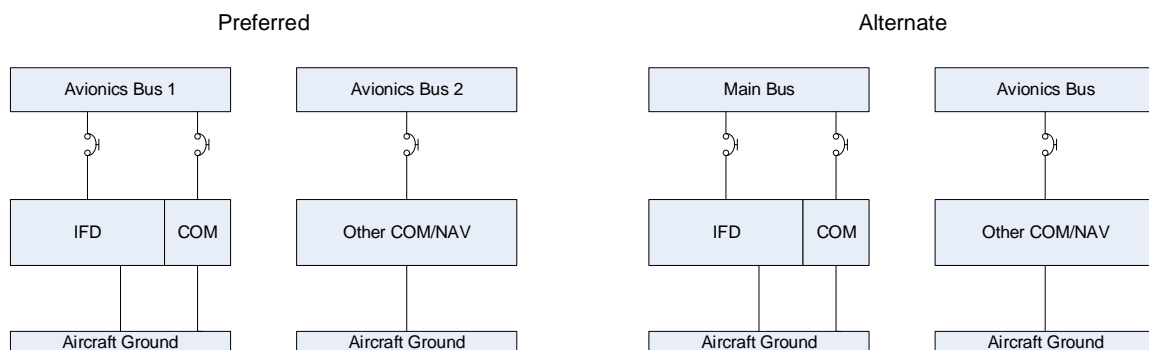 Preferred
Alternate
Avionics Bus 1
Avionics Bus 2
Main Bus
Avionics Bus
IFD
COM
Other COM/NAV
IFD
COM
Other COM/NAV
Aircraft Ground
Aircraft Ground
Aircraft Ground
Aircraft Ground